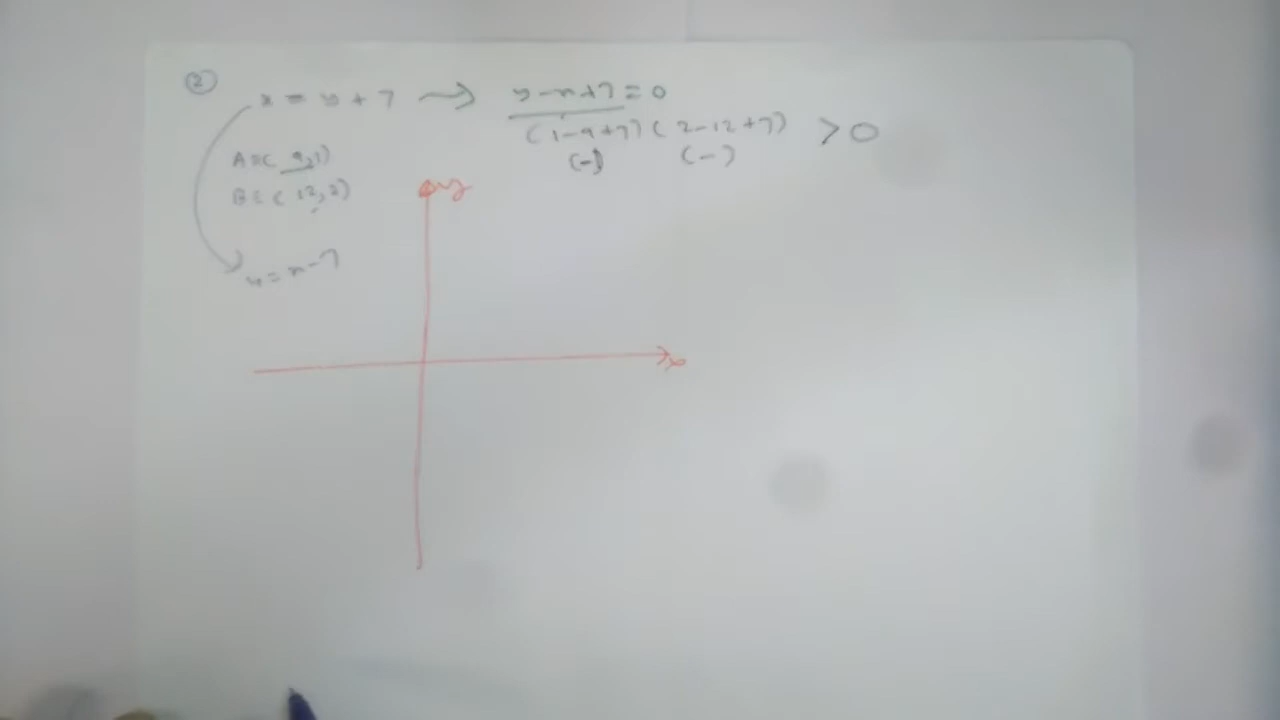 ②
x = y + 7 → y-x+7 = 0
(1-9+7) (2-12+7) > 0
(-) (-)
A≡( 9,1)
B≡( 12,2)
y = x-7
y
x